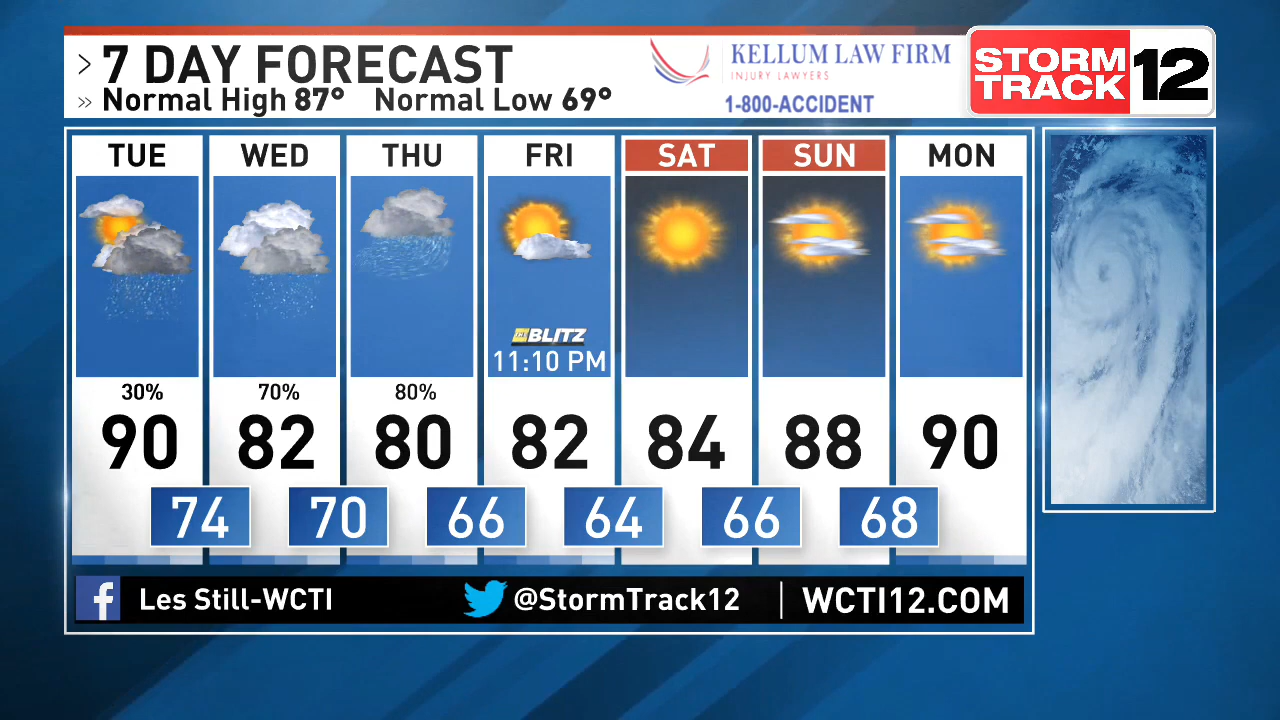 > 7 DAY FORECAST
» Normal High 87° Normal Low 69°
KELLUM LAW FIRM
INJURY LAWYERS
1-800-ACCIDENT
STORM
TRACK
12
TUE WED THU FRI SAT SUN MON
BLITZ
11:10 PM
30% 70% 80%
90 82 80 82 84 88 90
74 70 66 64 66 68
f Les Still-WCTI @StormTrack12 | WCTI12.COM